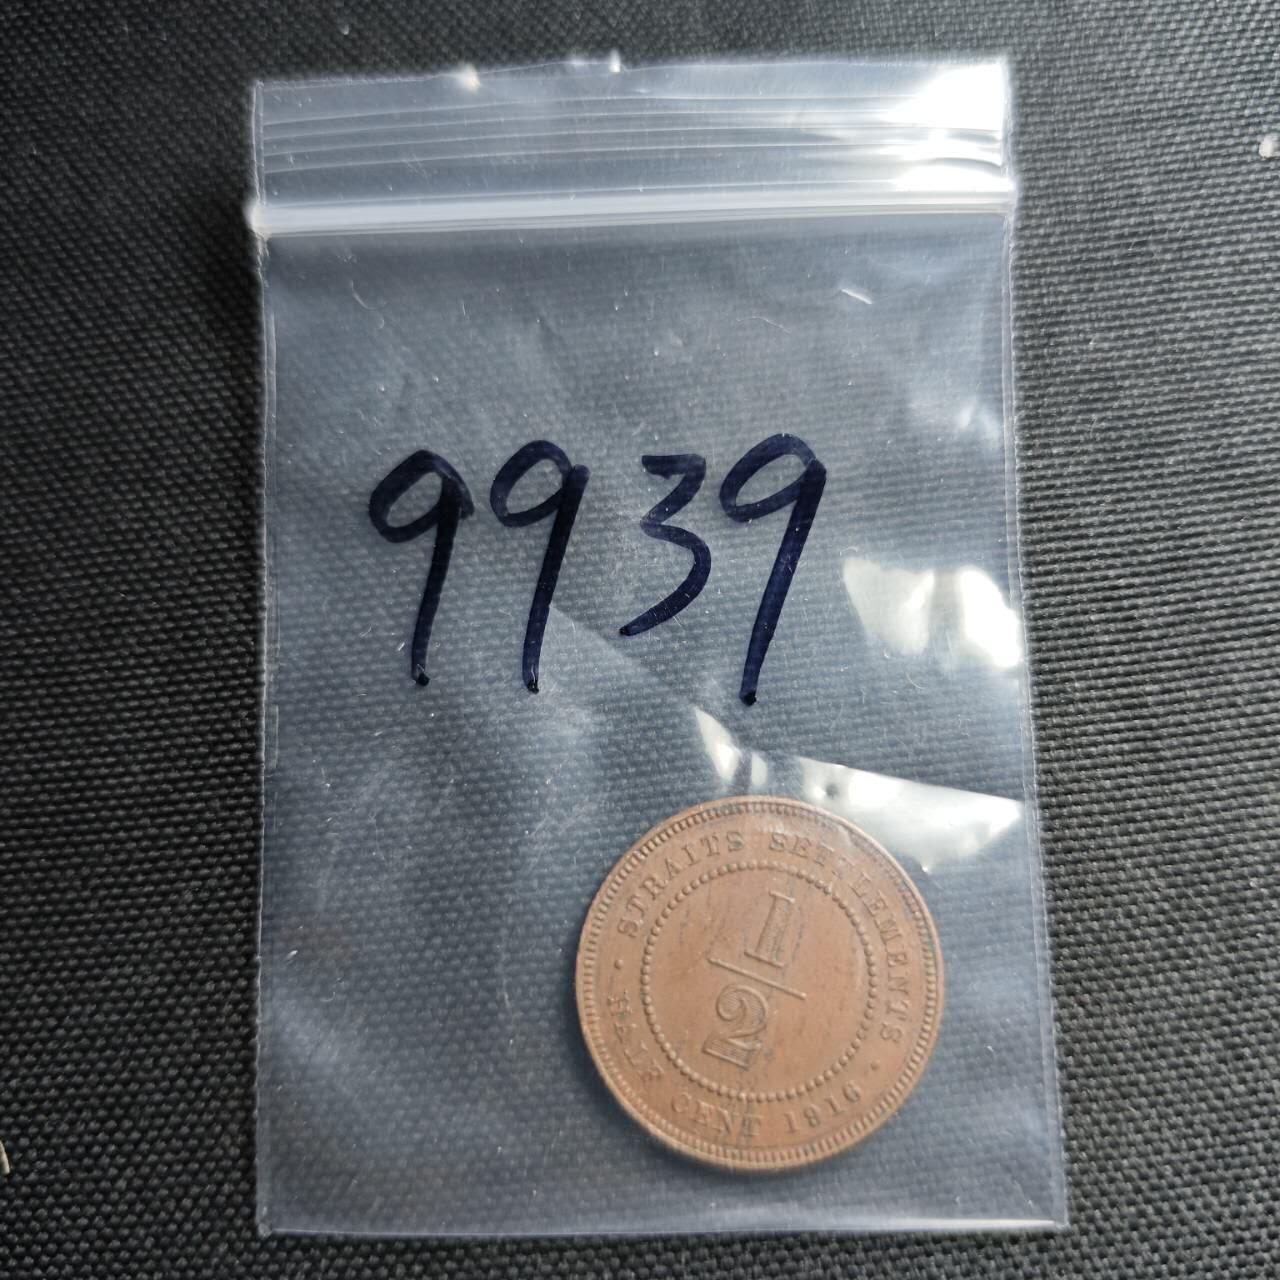 9939
STRAITS SETTLEMENTS
1/2
HALF CENT 1916